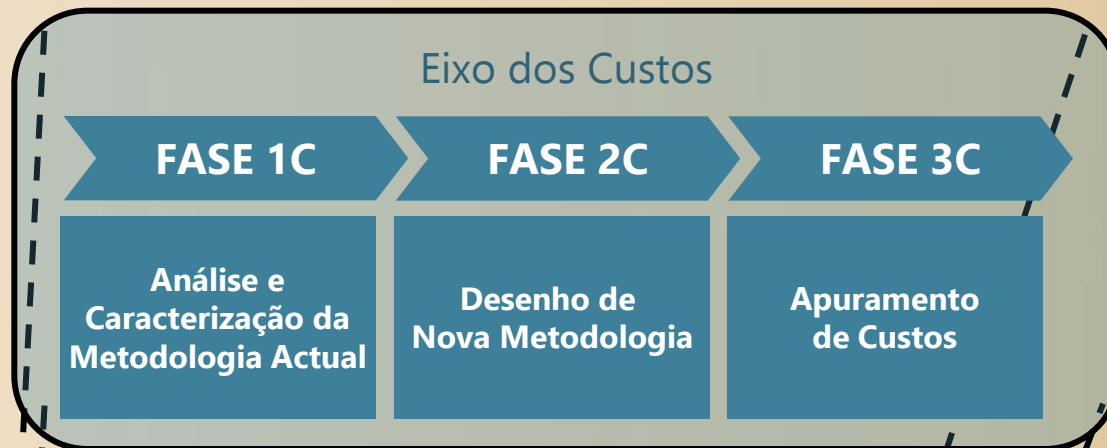 Eixo dos Custos
FASE 1C
FASE 2C
FASE 3C
Análise e
Caracterização da
Metodologia Actual
Desenho de
Nova Metodologia
Apuramento
de Custos